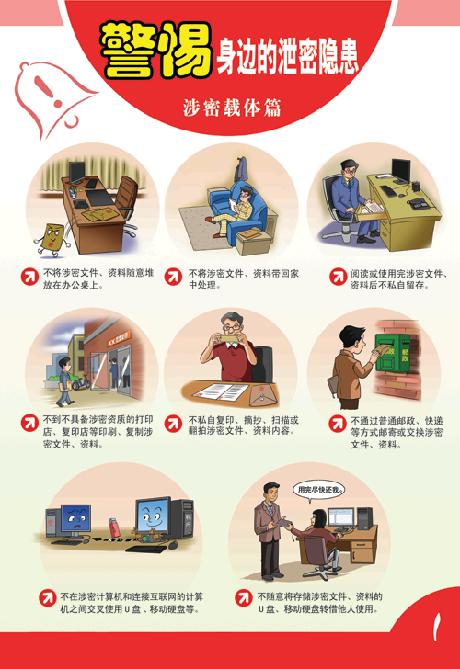 警惕身边的泄密隐患
涉密载体篇
不将涉密文件、资料随意堆
放在办公桌上。
不将涉密文件、资料带回家
中处理。
阅读或使用完涉密文件、
资料后不私自留存。
不到不具备涉密资质的打印
店、复印店等印刷、复制涉
密文件、资料。
不私自复印、摘抄、扫描或
翻拍涉密文件、资料内容。
邮政
不通过普通邮政、快递
等方式邮寄或交换涉密
文件、资料。
用完尽快还我。
不在涉密计算机和连接互联网的计算
机之间交叉使用U盘、移动硬盘等。
不随意将存储涉密文件、资料的
U盘、移动硬盘转借他人使用。